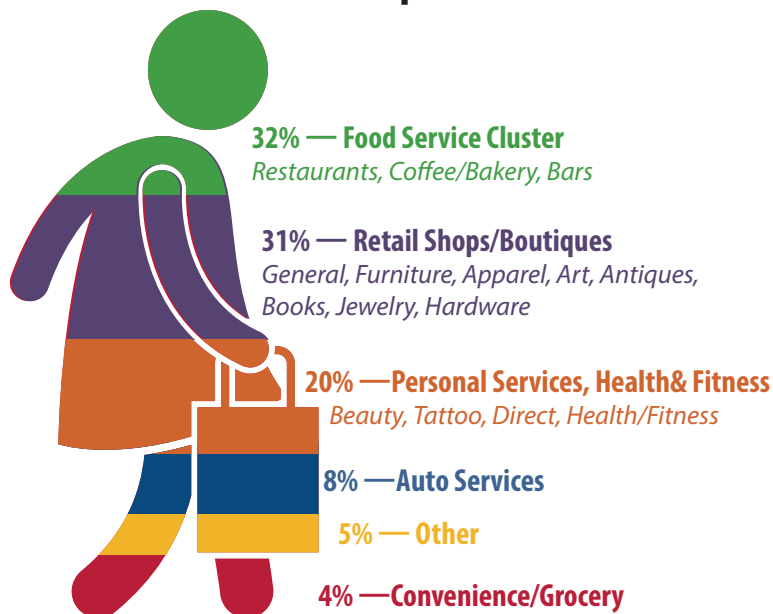 32% — Food Service Cluster
Restaurants, Coffee/Bakery, Bars
31% — Retail Shops/Boutiques
General, Furniture, Apparel, Art, Antiques,
Books, Jewelry, Hardware
20% —Personal Services, Health& Fitness
Beauty, Tattoo, Direct, Health/Fitness
8% —Auto Services
5% — Other
4% —Convenience/Grocery